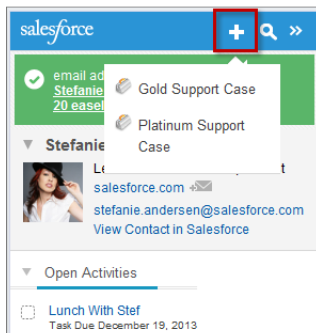 salesforce
email ad
Stefanie
20 easel
Gold Support Case
Platinum Support
Case
Stefanie
Le
t
salesforce.com
stefanie.andersen@salesforce.com
View Contact in Salesforce
Open Activities
Lunch With Stef
Task Due December 19, 2013